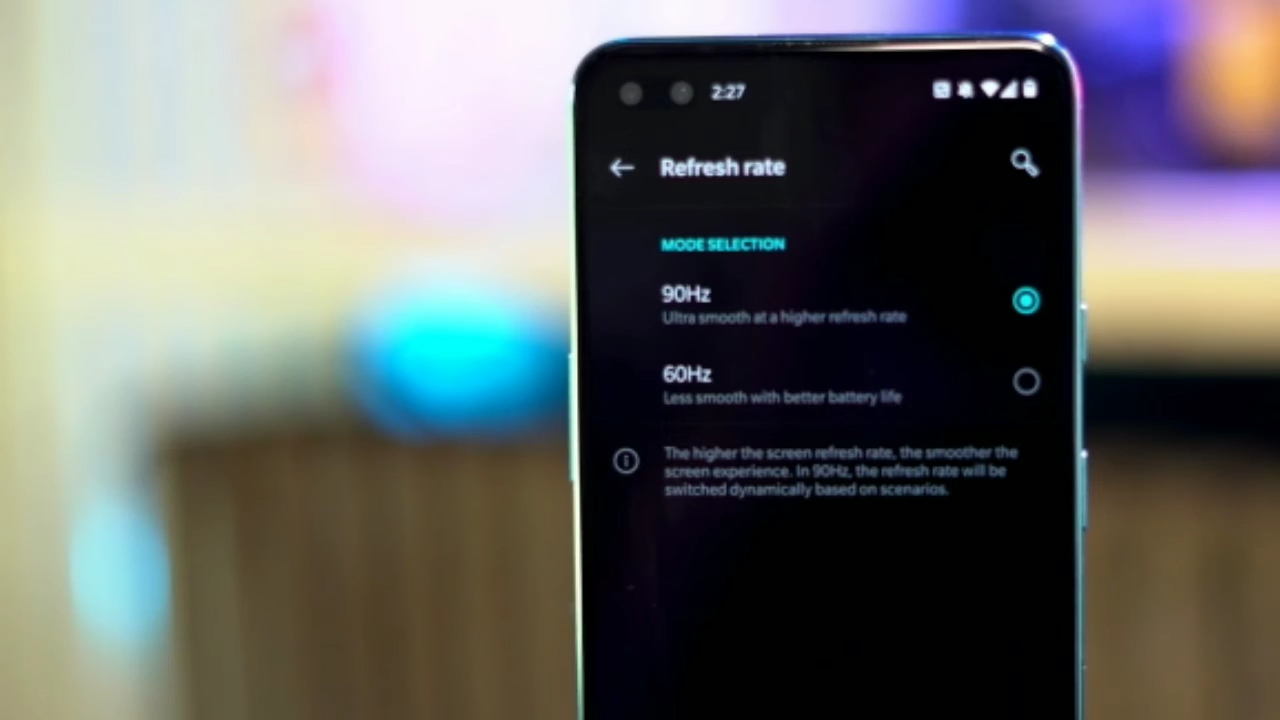 2:27
Refresh rate
MODE SELECTION
90Hz
Ultra smooth at a higher refresh rate
60Hz
Less smooth with better battery life
The higher the screen refresh rate, the smoother the
screen experience. In 90Hz, the refresh rate will be
switched dynamically based on scenarios.